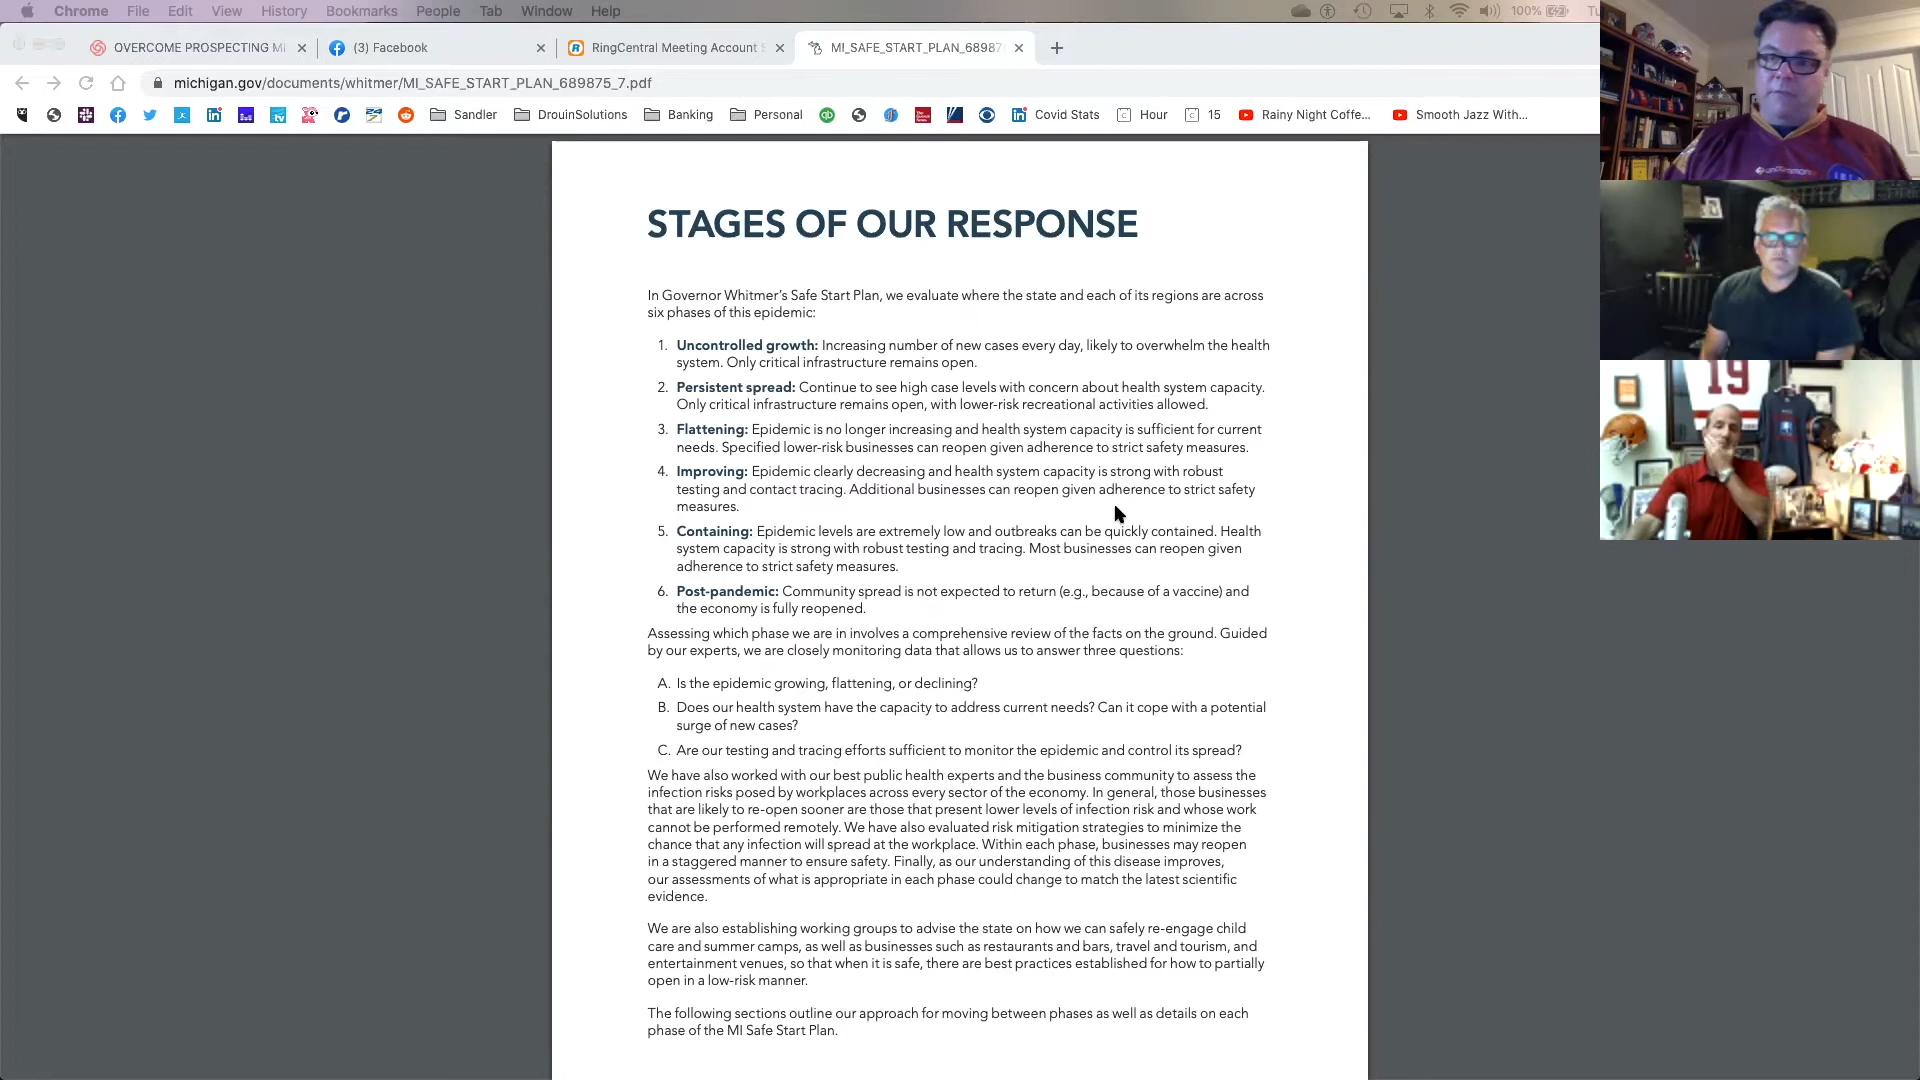 Chrome File Edit View History Bookmarks People Tab Window Help 100%
OVERCOME PROSPECTING (3) Facebook RingCentral Meeting Account MI_SAFE_START_PLAN_68987
michigan.gov/documents/whitmer/MI_SAFE_START_PLAN_689875_7.pdf
Sandler DrouinSolutions Banking Personal Covid Stats Hour 15 Rainy Night Coffe... Smooth Jazz With...
STAGES OF OUR RESPONSE
In Governor Whitmer's Safe Start Plan, we evaluate where the state and each of its regions are across
six phases of this epidemic:
1. Uncontrolled growth: Increasing number of new cases every day, likely to overwhelm the health
system. Only critical infrastructure remains open.
2. Persistent spread: Continue to see high case levels with concern about health system capacity.
Only critical infrastructure remains open, with lower-risk recreational activities allowed.
3. Flattening: Epidemic is no longer increasing and health system capacity is sufficient for current
needs. Specified lower-risk businesses can reopen given adherence to strict safety measures.
4. Improving: Epidemic clearly decreasing and health system capacity is strong with robust
testing and contact tracing. Additional businesses can reopen given adherence to strict safety
measures.
5. Containing: Epidemic levels are extremely low and outbreaks can be quickly contained. Health
system capacity is strong with robust testing and tracing. Most businesses can reopen given
adherence to strict safety measures.
6. Post-pandemic: Community spread is not expected to return (e.g., because of a vaccine) and
the economy is fully reopened.
Assessing which phase we are in involves a comprehensive review of the facts on the ground. Guided
by our experts, we are closely monitoring data that allows us to answer three questions:
A. Is the epidemic growing, flattening, or declining?
B. Does our health system have the capacity to address current needs? Can it cope with a potential
surge of new cases?
C. Are our testing and tracing efforts sufficient to monitor the epidemic and control its spread?
We have also worked with our best public health experts and the business community to assess the
infection risks posed by workplaces across every sector of the economy. In general, those businesses
that are likely to re-open sooner are those that present lower levels of infection risk and whose work
cannot be performed remotely. We have also evaluated risk mitigation strategies to minimize the
chance that any infection will spread at the workplace. Within each phase, businesses may reopen
in a staggered manner to ensure safety. Finally, as our understanding of this disease improves,
our assessments of what is appropriate in each phase could change to match the latest scientific
evidence.
We are also establishing working groups to advise the state on how we can safely re-engage child
care and summer camps, as well as businesses such as restaurants and bars, travel and tourism, and
entertainment venues, so that when it is safe, there are best practices established for how to partially
open in a low-risk manner.
The following sections outline our approach for moving between phases as well as details on each
phase of the MI Safe Start Plan.
19